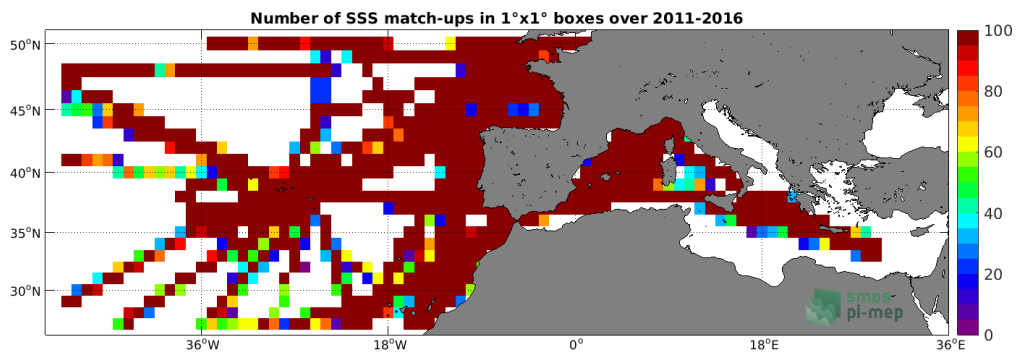 Number of SSS match-ups in 1°x1° boxes over 2011-2016
50°N
45°N
40°N
35°N
30°N
36°W
18°W
0°
18°E
36°E
100
80
60
40
20
0
smos
pi-mep